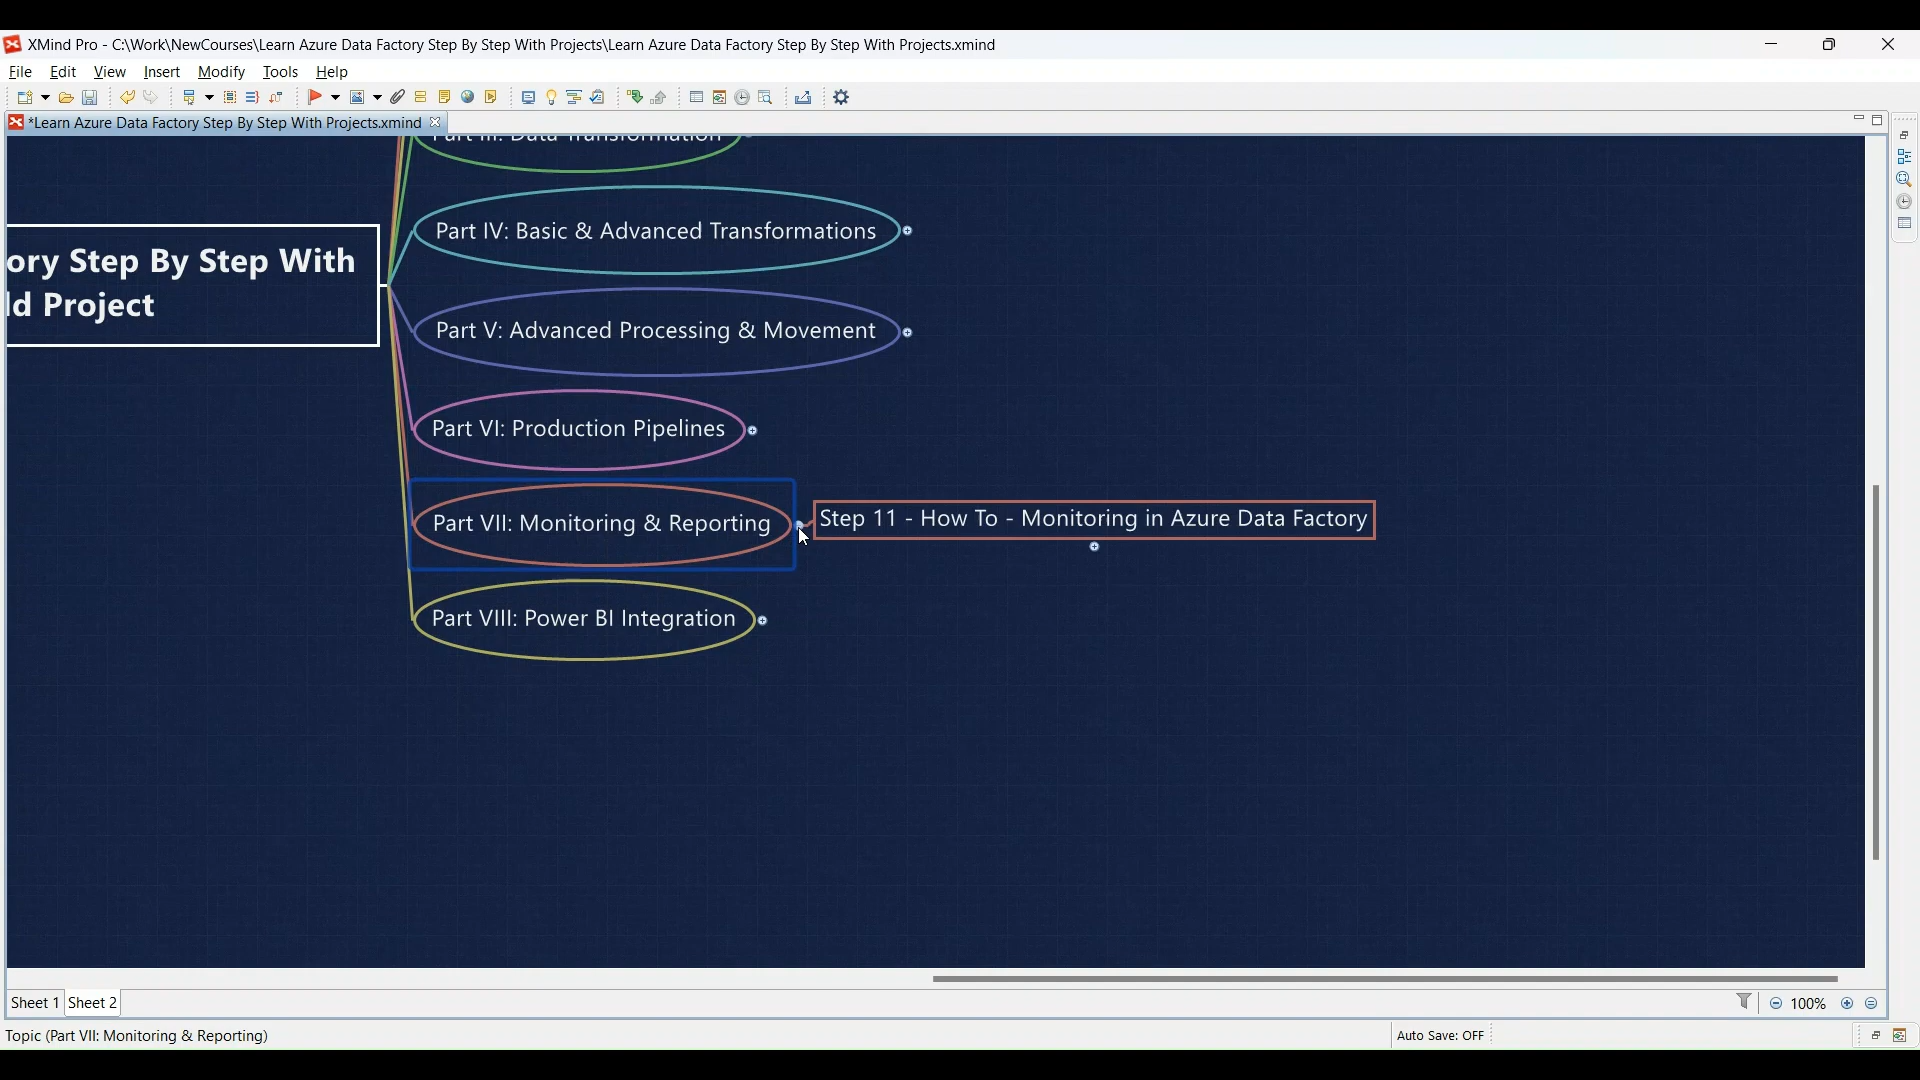 XMind Pro - C:\Work\NewCourses\Learn Azure Data Factory Step By Step With Projects\Learn Azure Data Factory Step By Step With Projects.xmind
File Edit View Insert Modify Tools Help
*Learn Azure Data Factory Step By Step With Projects.xmind
Part III: Data Transformation
Part IV: Basic & Advanced Transformations
ory Step By Step With
ld Project
Part V: Advanced Processing & Movement
Part VI: Production Pipelines
Part VII: Monitoring & Reporting
Step 11 - How To - Monitoring in Azure Data Factory
Part VIII: Power BI Integration
Sheet 1 Sheet 2
100%
Topic (Part VII: Monitoring & Reporting)
Auto Save: OFF